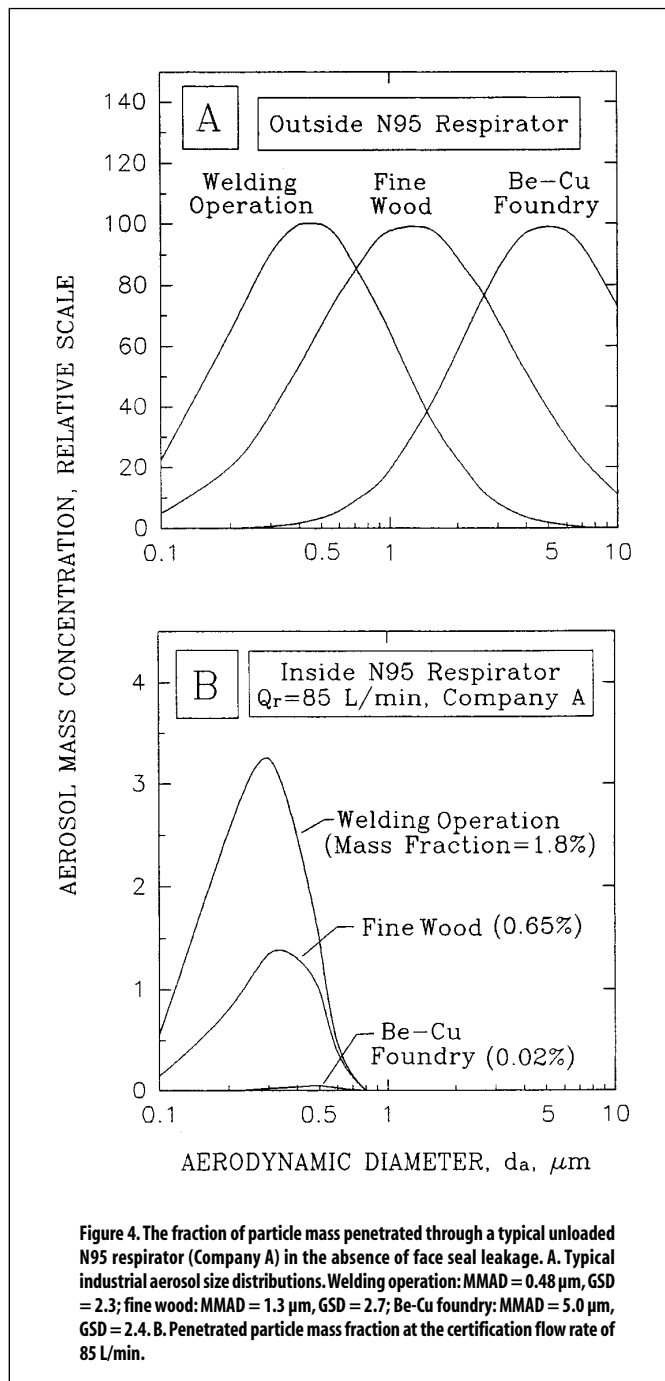 AEROSOL MASS CONCENTRATION, RELATIVE SCALE
A
Outside N95 Respirator
Welding
Operation
Fine
Wood
Be-Cu
Foundry
140
120
100
80
60
40
20
0
0.1
0.5
1
5
10
B
Inside N95 Respirator
Qr=85 L/min, Company A
4
3
2
1
0
Welding Operation
(Mass Fraction=1.8%)
Fine Wood (0.65%)
Be-Cu
Foundry (0.02%)
0.1
0.5
1
5
10
AERODYNAMIC DIAMETER, da, μm
Figure 4. The fraction of particle mass penetrated through a typical unloaded
N95 respirator (Company A) in the absence of face seal leakage. A. Typical
industrial aerosol size distributions. Welding operation: MMAD = 0.48 μm, GSD
= 2.3; fine wood: MMAD = 1.3 μm, GSD = 2.7; Be-Cu foundry: MMAD = 5.0 μm,
GSD = 2.4. B. Penetrated particle mass fraction at the certification flow rate of
85 L/min.